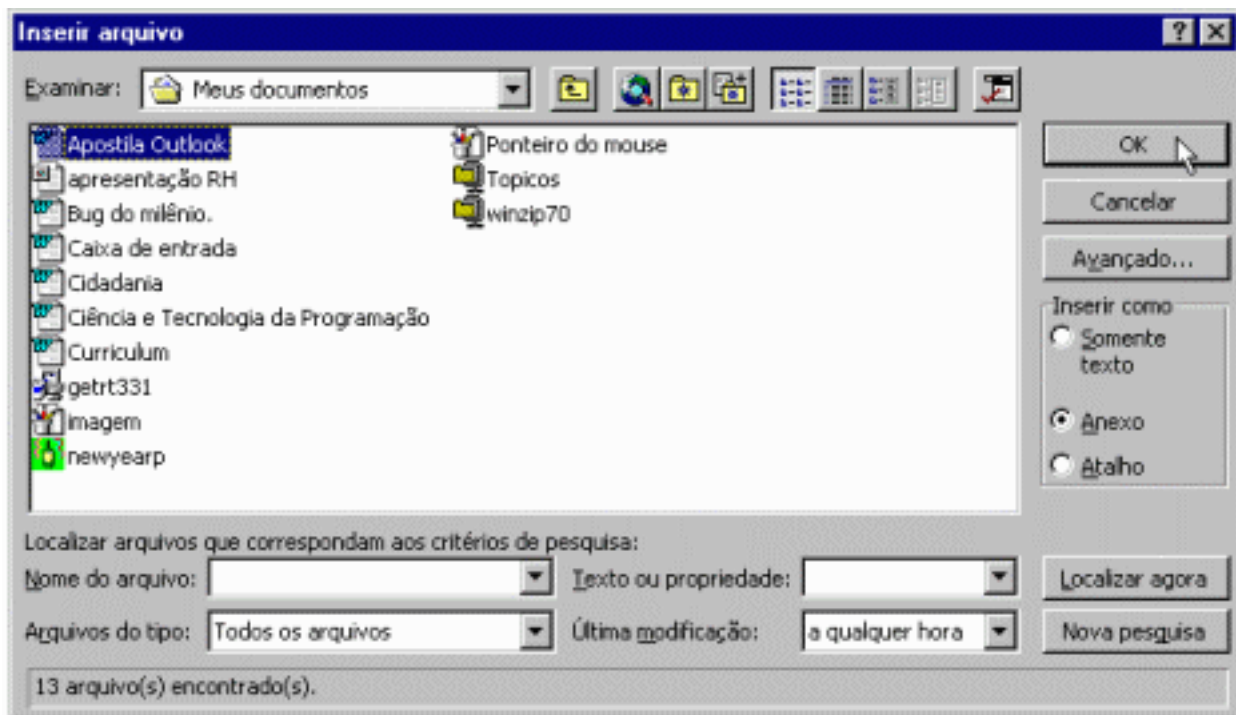 Inserir arquivo
Examinar: Meus documentos
Apostila Outlook
apresentação RH
Bug do milênio.
Caixa de entrada
Cidadania
Ciência e Tecnologia da Programação
Curriculum
getrt331
imagem
newyearp
Ponteiro do mouse
Topicos
winzip70
OK
Cancelar
Avançado...
Inserir como
Somente
texto
Anexo
Atalho
Localizar arquivos que correspondam aos critérios de pesquisa:
Nome do arquivo: Texto ou propriedade: Localizar agora
Arquivos do tipo: Todos os arquivos Última modificação: a qualquer hora Nova pesquisa
13 arquivo(s) encontrado(s).